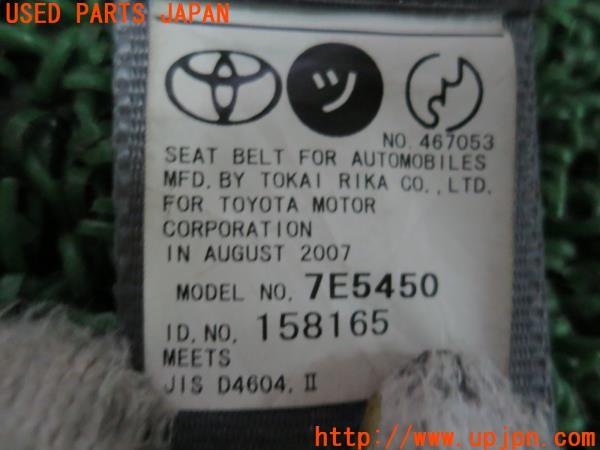 USED PARTS JAPAN
ツ
NO. 467053
SEAT BELT FOR AUTOMOBILES
MFD. BY TOKAI RIKA CO., LTD.
FOR TOYOTA MOTOR
CORPORATION
IN AUGUST 2007
MODEL NO. 7E5450
I D. NO. 158165
MEETS
JIS D4604. II
UPJ
http://www.upjpn.com/